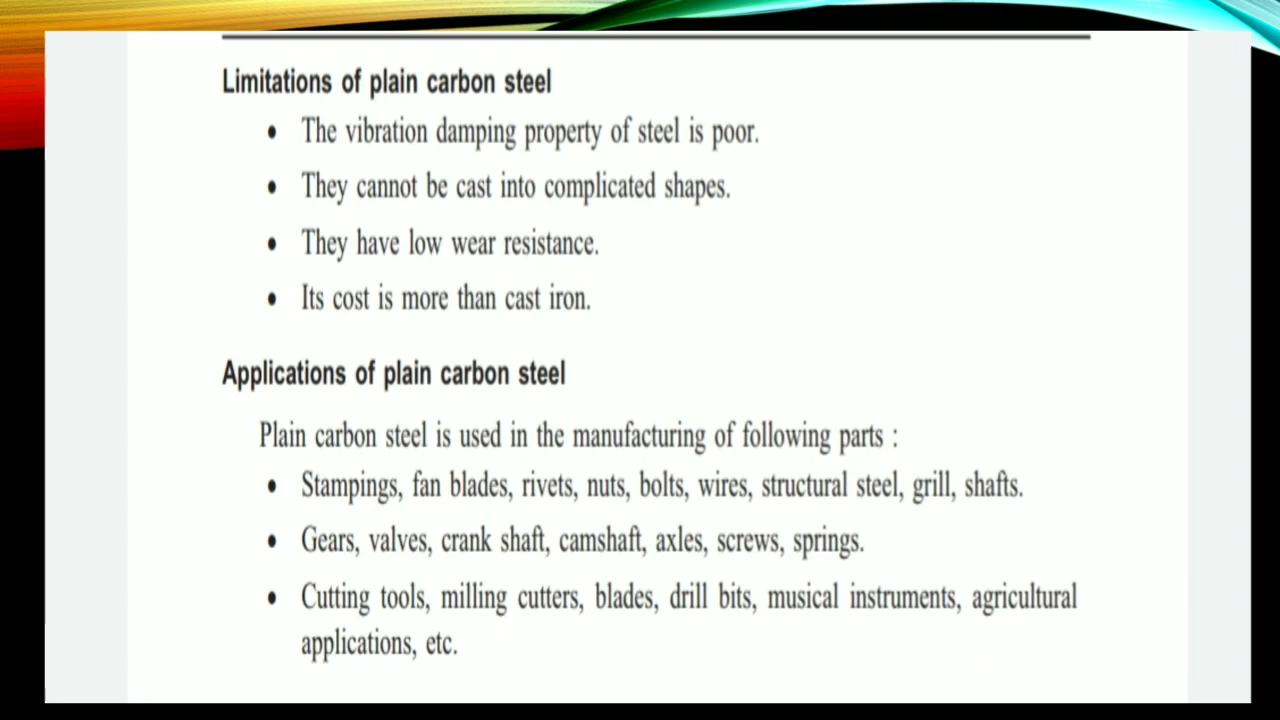 Limitations of plain carbon steel
• The vibration damping property of steel is poor.
• They cannot be cast into complicated shapes.
• They have low wear resistance.
• Its cost is more than cast iron.
Applications of plain carbon steel
Plain carbon steel is used in the manufacturing of following parts :
• Stampings, fan blades, rivets, nuts, bolts, wires, structural steel, grill, shafts.
• Gears, valves, crank shaft, camshaft, axles, screws, springs.
• Cutting tools, milling cutters, blades, drill bits, musical instruments, agricultural
applications, etc.